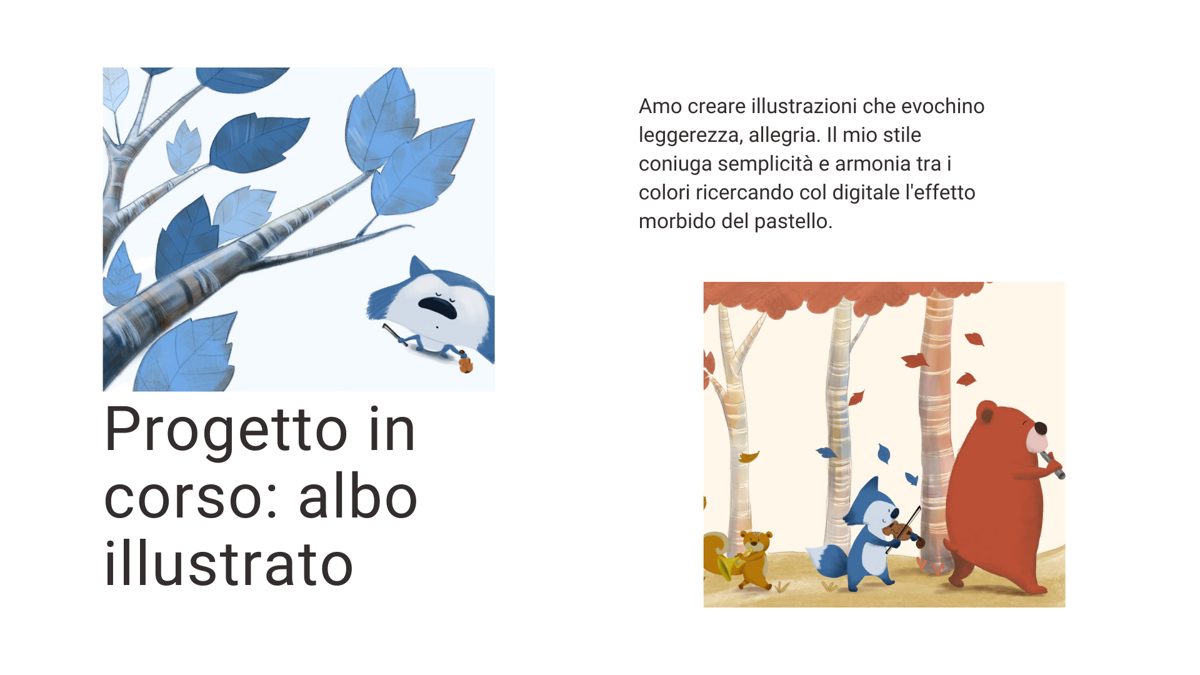 Progetto in
corso: albo
illustrato
Amo creare illustrazioni che evochino
leggerezza, allegria. Il mio stile
coniuga semplicità e armonia tra i
colori ricercando col digitale l'effetto
morbido del pastello.